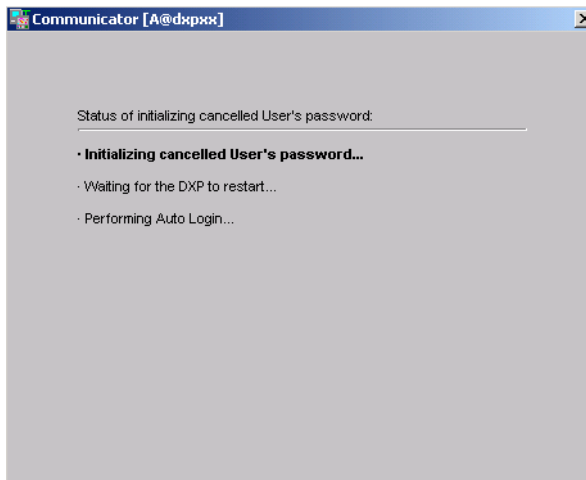 Communicator [A@dxpxx]
Status of initializing cancelled User's password:
· Initializing cancelled User's password...
· Waiting for the DXP to restart...
· Performing Auto Login...